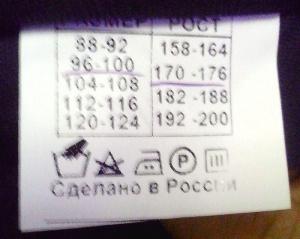 РАЗМЕР РОСТ
88-92 158-164
96-100 170-176
104-108 182-188
112-116 192-200
120-124
P
Сделано в России